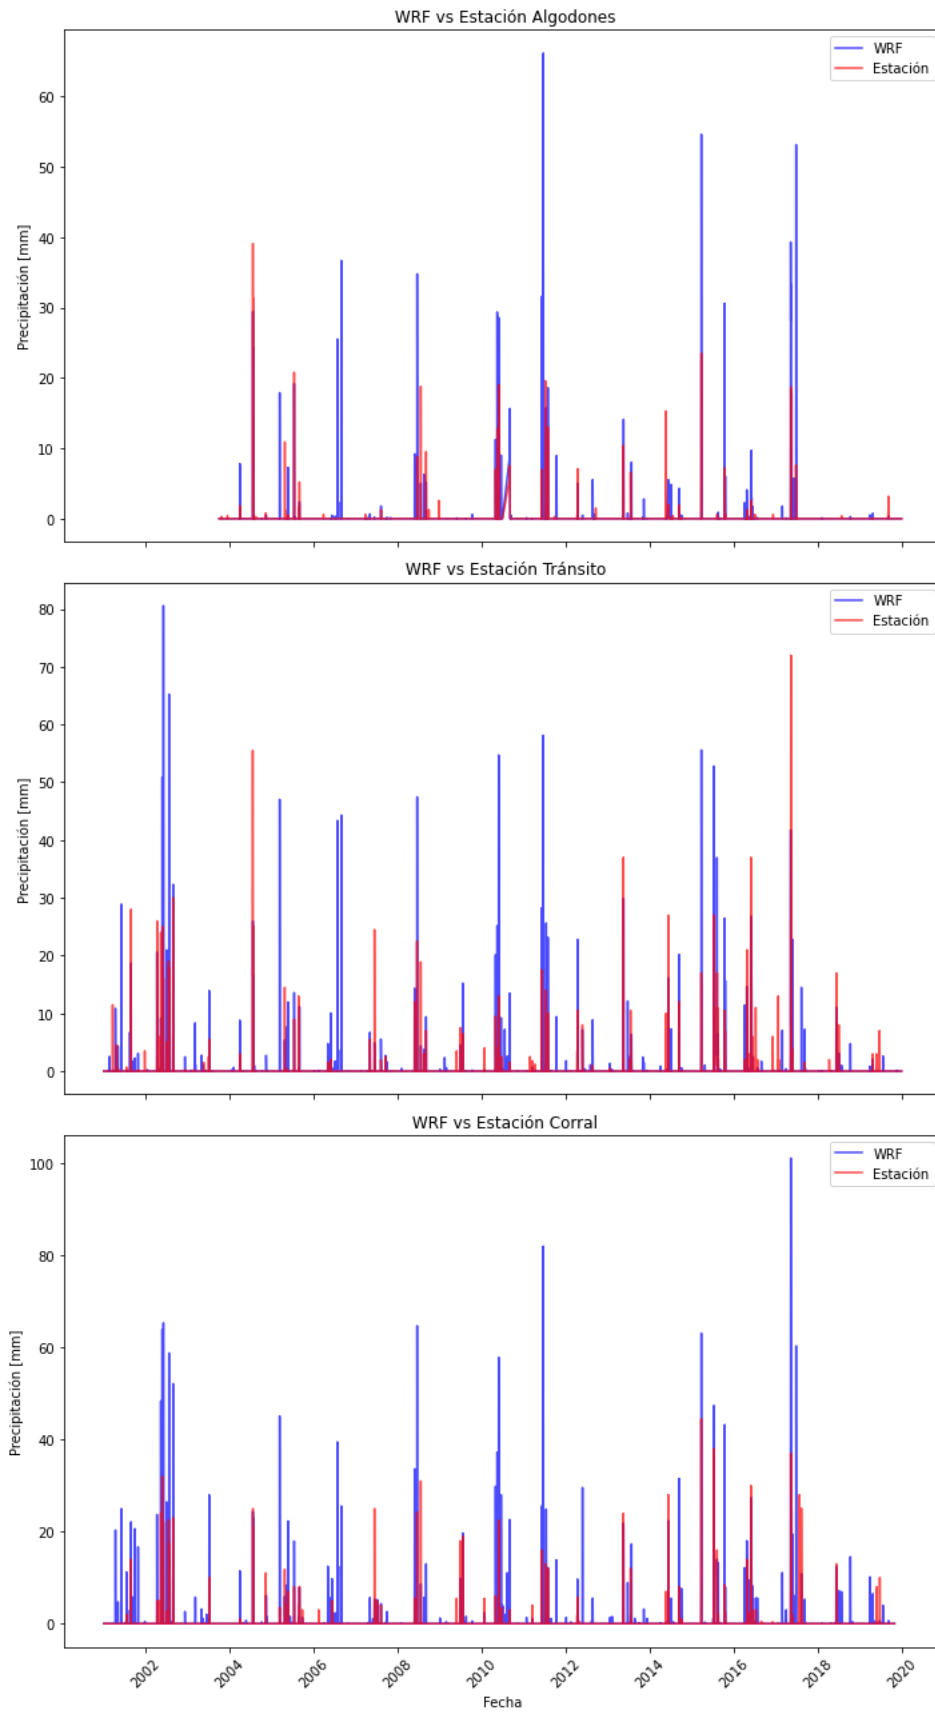 WRF vs Estación Algodones
WRF
Estación
Precipitación [mm]
60
50
40
30
20
10
0
WRF vs Estación Tránsito
WRF
Estación
Precipitación [mm]
80
70
60
50
40
30
20
10
0
WRF vs Estación Corral
WRF
Estación
Precipitación [mm]
100
80
60
40
20
0
2002 2004 2006 2008 2010 2012 2014 2016 2018 2020
Fecha